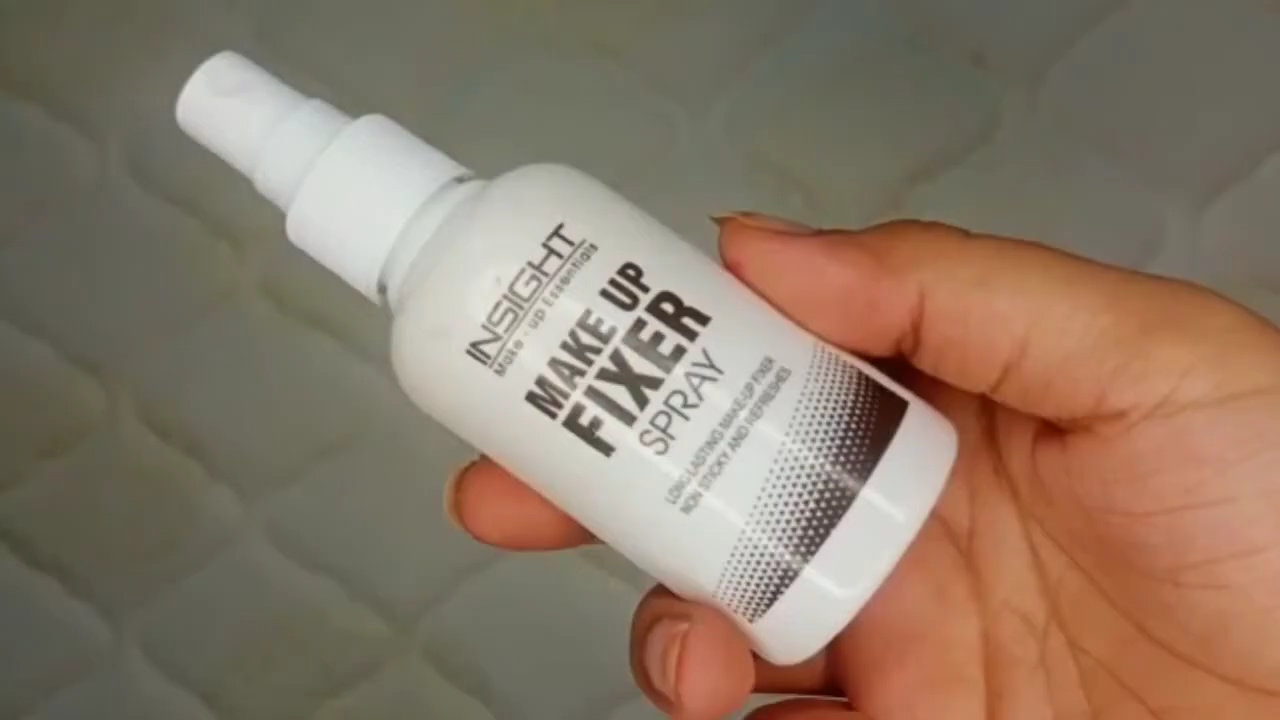 INSIGHT
Make-up Essentials
MAKE UP
FIXER
SPRAY
LONG LASTING MAKE-UP FIXER
NON STICKY AND REFRESHES